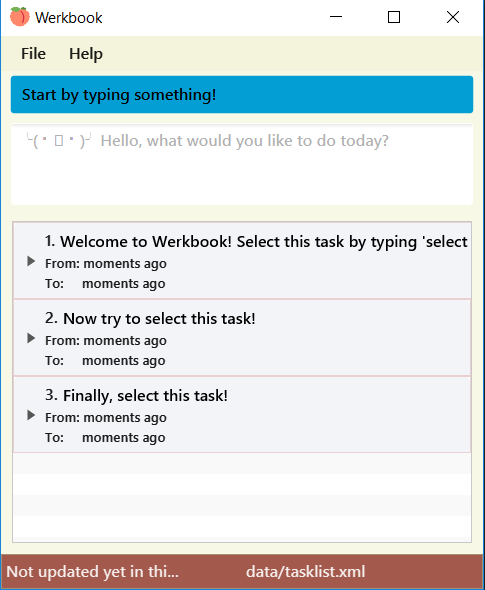 Werkbook
File Help
Start by typing something!
╰(・ ・)╯ Hello, what would you like to do today?
1. Welcome to Werkbook! Select this task by typing 'select
From: moments ago
To: moments ago
2. Now try to select this task!
From: moments ago
To: moments ago
3. Finally, select this task!
From: moments ago
To: moments ago
Not updated yet in thi... data/tasklist.xml